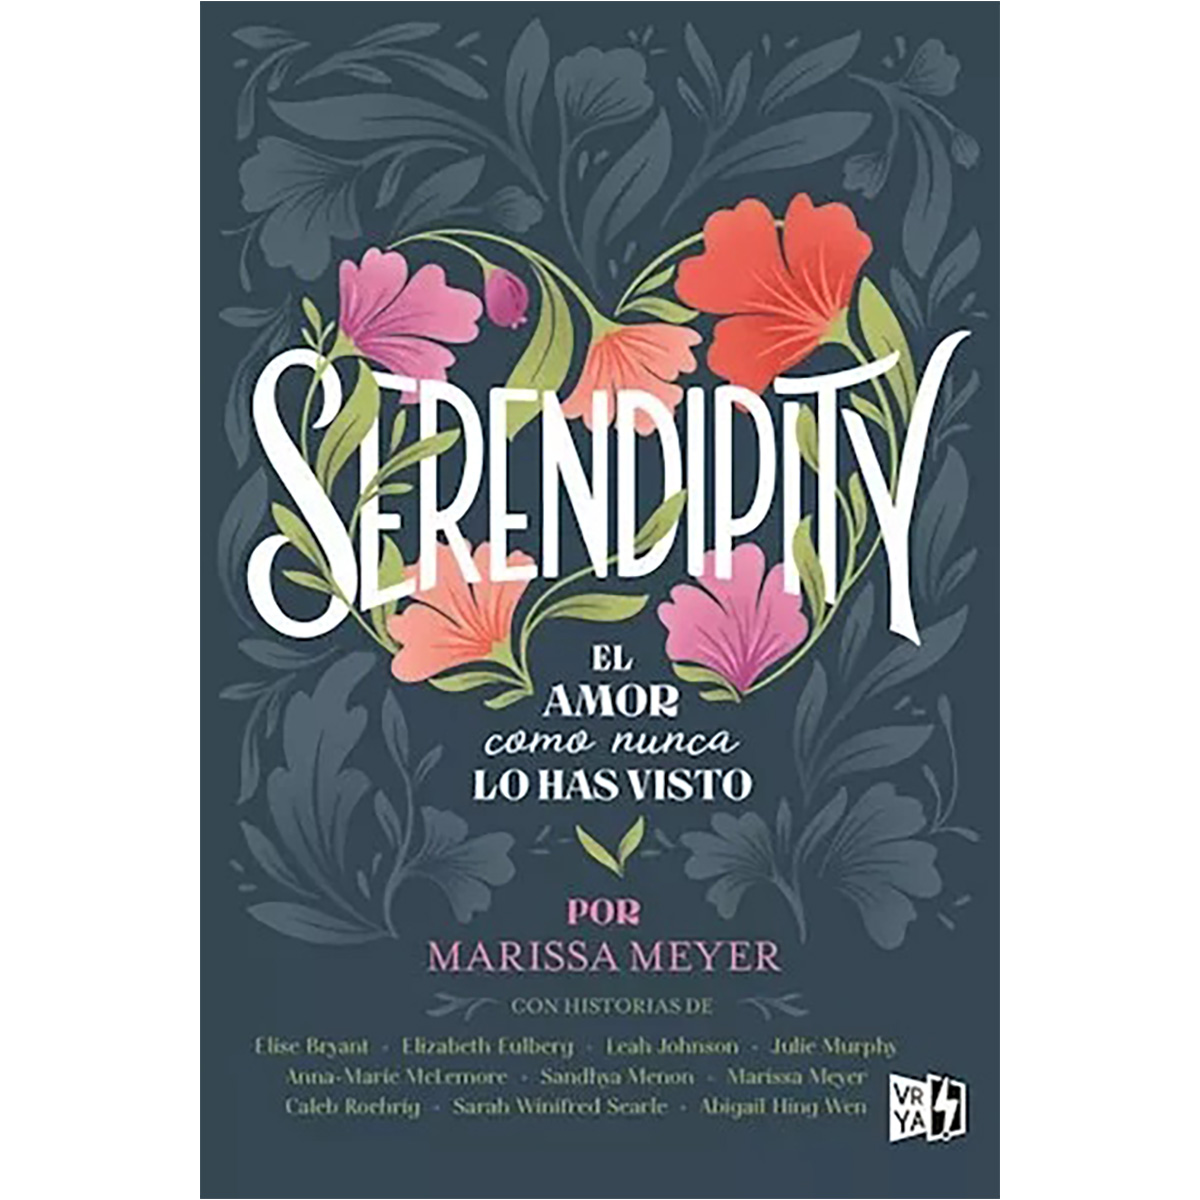 SERENDIPITY
EL
AMOR
como nunca
LO HAS VISTO
POR
MARISSA MEYER
CON HISTORIAS DE
Elise Bryant • Elizabeth Eulberg • Leah Johnson • Julie Murphy
Anna-Marie McLemore • Sandhya Menon • Marissa Meyer
Caleb Roehrig • Sarah Winifred Searle • Abigail Hing Wen
VR
YA